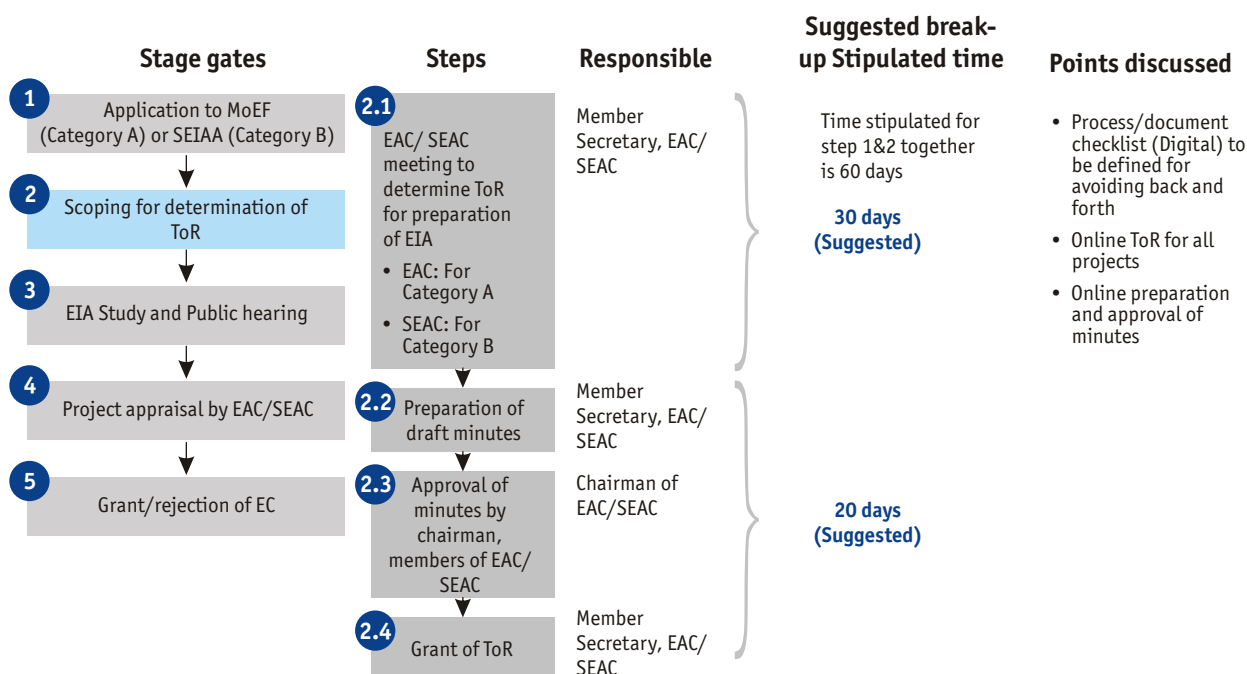 Stage gates
1
Application to MoEF
(Category A) or SEIAA (Category B)
2
Scoping for determination of
ToR
3
EIA Study and Public hearing
4
Project appraisal by EAC/SEAC
5
Grant/rejection of EC
Steps
2.1
EAC/ SEAC
meeting to
determine ToR
for preparation
of EIA
• EAC: For
Category A
• SEAC: For
Category B
2.2
Preparation of
draft minutes
2.3
Approval of
minutes by
chairman,
members of EAC/
SEAC
2.4
Grant of ToR
Responsible
Member
Secretary, EAC/
SEAC
Member
Secretary, EAC/
SEAC
Chairman of
EAC/SEAC
Member
Secretary, EAC/
SEAC
Suggested break-
up Stipulated time
Time stipulated for
step 1&2 together
is 60 days
30 days
(Suggested)
20 days
(Suggested)
Points discussed
• Process/document
checklist (Digital) to
be defined for
avoiding back and
forth
• Online ToR for all
projects
• Online preparation
and approval of
minutes